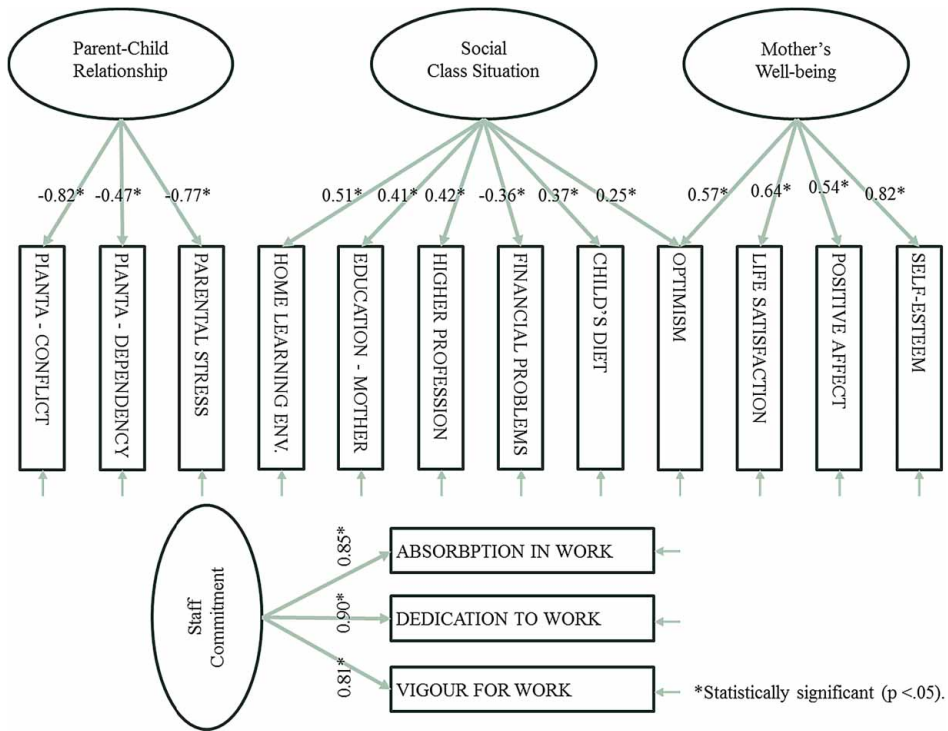 Parent-Child
Relationship
Social
Class Situation
Mother's
Well-being
-0.82*
-0.47*
-0.77*
0.51*
0.41*
0.42*
-0.36*
0.37*
0.25*
0.57*
0.64*
0.54*
0.82*
PIANTA - CONFLICT
PIANTA - DEPENDENCY
PARENTAL STRESS
HOME LEARNING ENV.
EDUCATION - MOTHER
HIGHER PROFESSION
FINANCIAL PROBLEMS
CHILD'S DIET
OPTIMISM
LIFE SATISFACTION
POSITIVE AFFECT
SELF-ESTEEM
Staff
Commitment
0.85*
0.90*
0.81*
ABSORBPTION IN WORK
DEDICATION TO WORK
VIGOUR FOR WORK
*Statistically significant (p <.05).